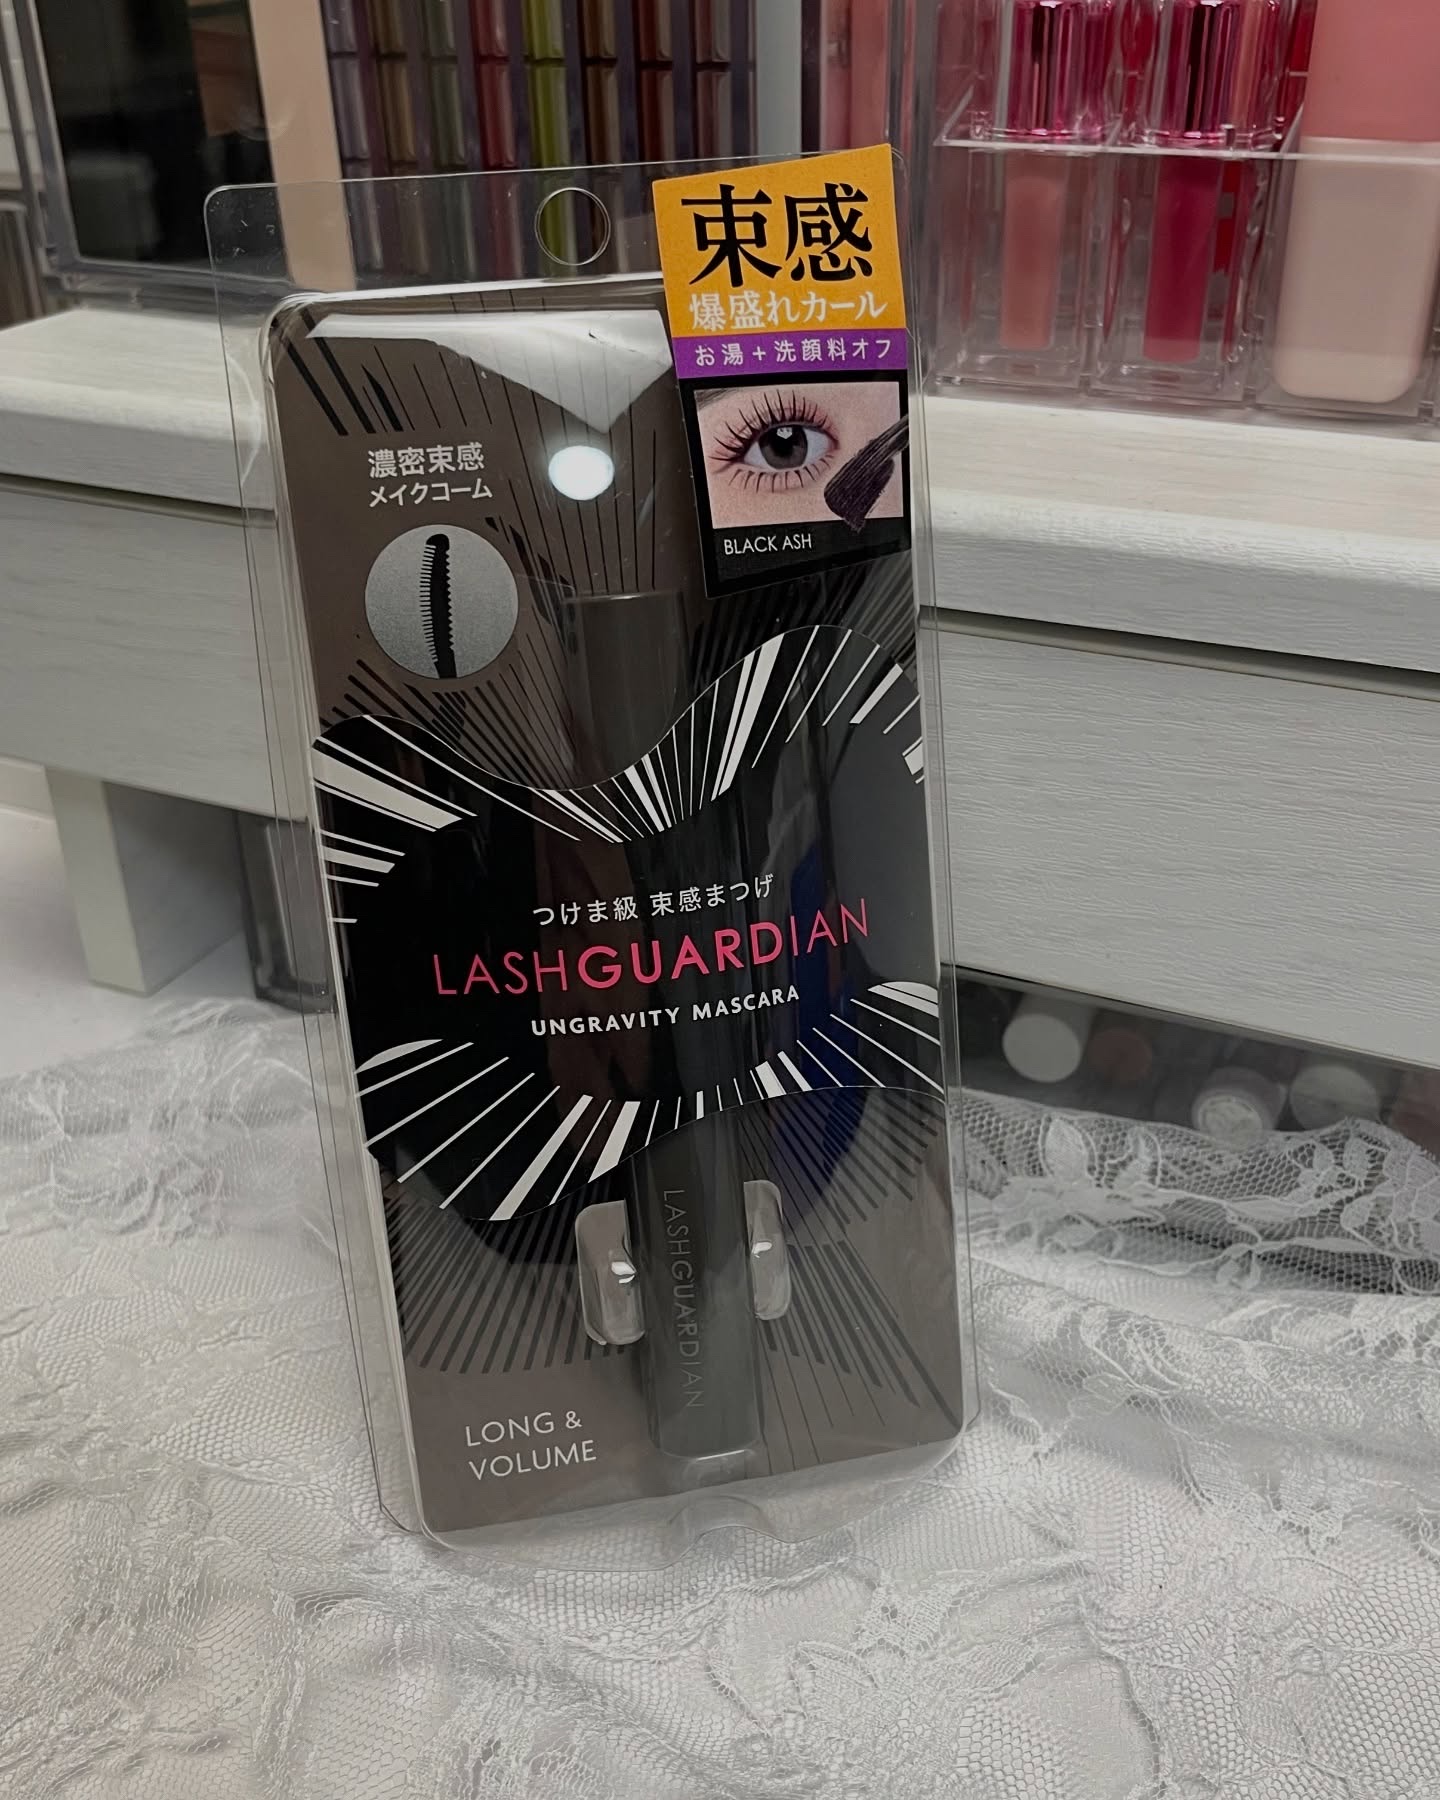 束感
爆盛れカール
お湯+洗顔料オフ
BLACK ASH
濃密束感
メイクコーム
つけま級 束感まつげ
LASHGUARDIAN
UNGRAVITY MASCARA
LASHGUARDIAN
LONG &
VOLUME